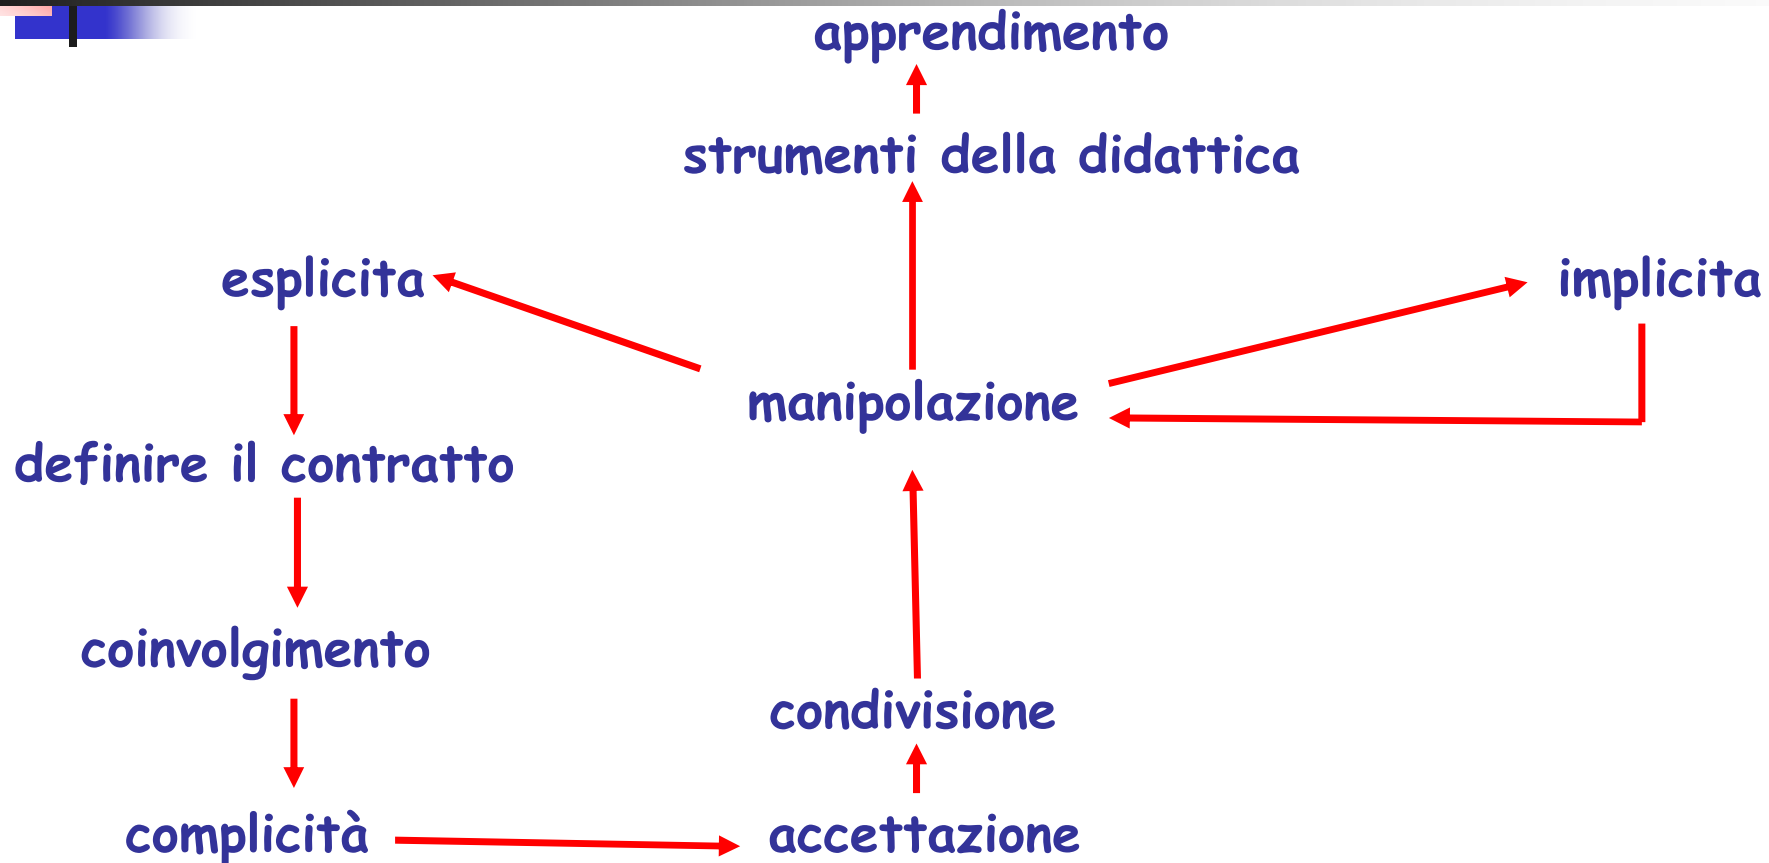 apprendimento
strumenti della didattica
esplicita
implicita
manipolazione
definire il contratto
coinvolgimento
condivisione
complicità
accettazione